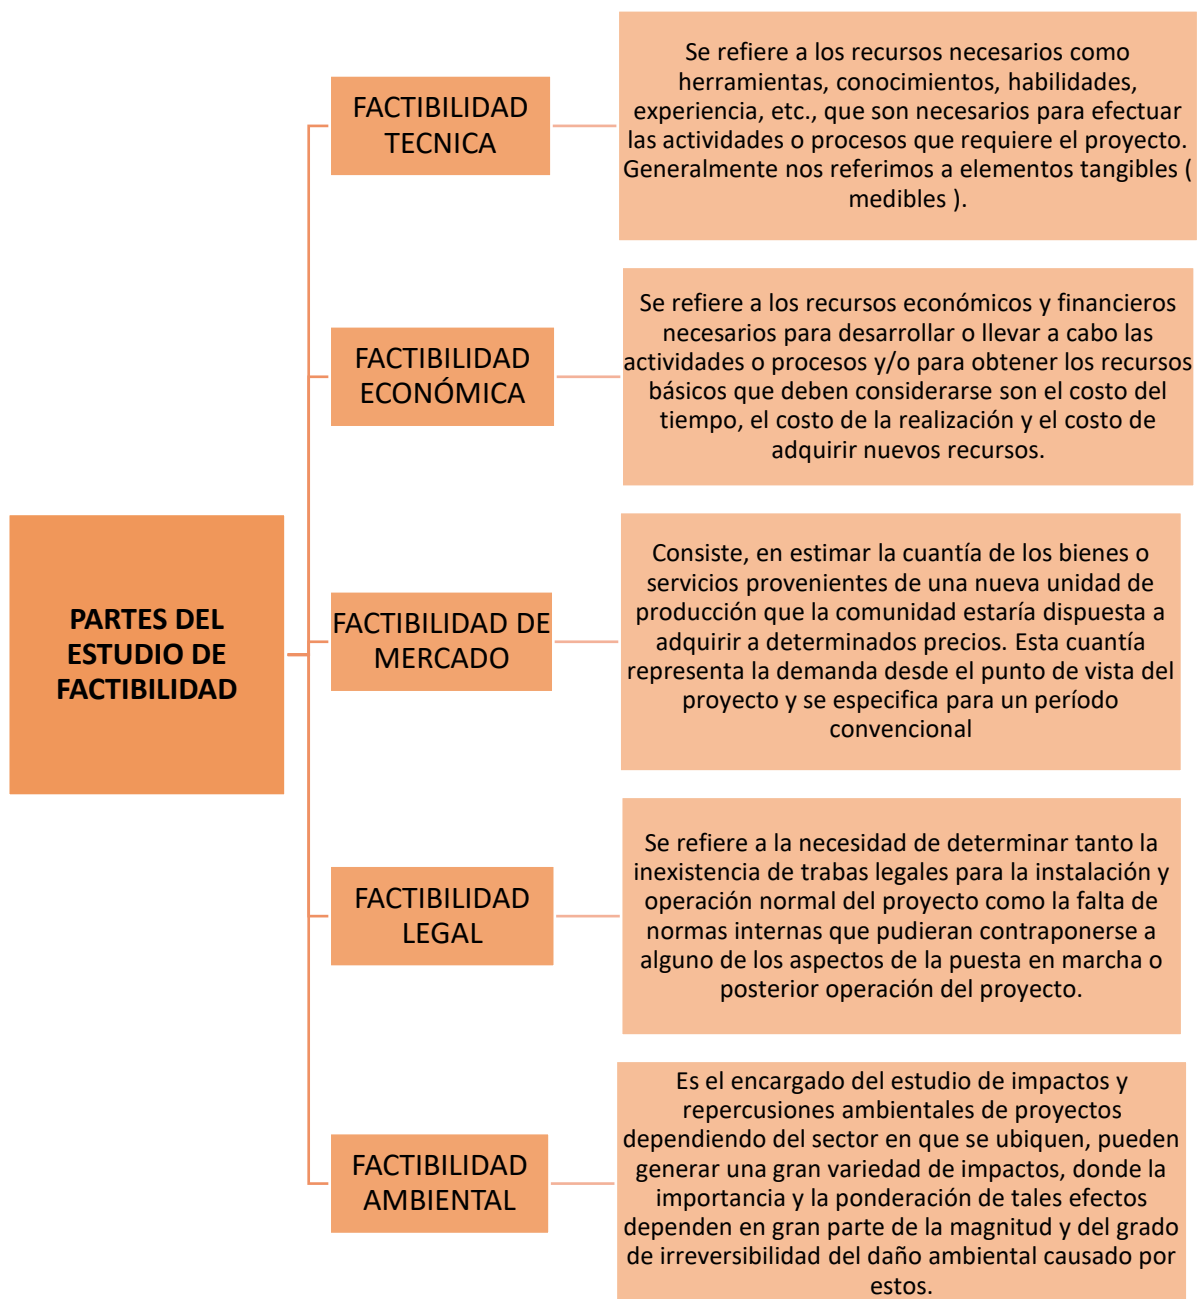 PARTES DEL
ESTUDIO DE
FACTIBILIDAD
FACTIBILIDAD
TECNICA
Se refiere a los recursos necesarios como
herramientas, conocimientos, habilidades,
experiencia, etc., que son necesarios para efectuar
las actividades o procesos que requiere el proyecto.
Generalmente nos referimos a elementos tangibles (
medibles ).
FACTIBILIDAD
ECONÓMICA
Se refiere a los recursos económicos y financieros
necesarios para desarrollar o llevar a cabo las
actividades o procesos y/o para obtener los recursos
básicos que deben considerarse son el costo del
tiempo, el costo de la realización y el costo de
adquirir nuevos recursos.
FACTIBILIDAD DE
MERCADO
Consiste, en estimar la cuantía de los bienes o
servicios provenientes de una nueva unidad de
producción que la comunidad estaría dispuesta a
adquirir a determinados precios. Esta cuantía
representa la demanda desde el punto de vista del
proyecto y se especifica para un período
convencional
FACTIBILIDAD
LEGAL
Se refiere a la necesidad de determinar tanto la
inexistencia de trabas legales para la instalación y
operación normal del proyecto como la falta de
normas internas que pudieran contraponerse a
alguno de los aspectos de la puesta en marcha o
posterior operación del proyecto.
FACTIBILIDAD
AMBIENTAL
Es el encargado del estudio de impactos y
repercusiones ambientales de proyectos
dependiendo del sector en que se ubiquen, pueden
generar una gran variedad de impactos, donde la
importancia y la ponderación de tales efectos
dependen en gran parte de la magnitud y del grado
de irreversibilidad del daño ambiental causado por
estos.